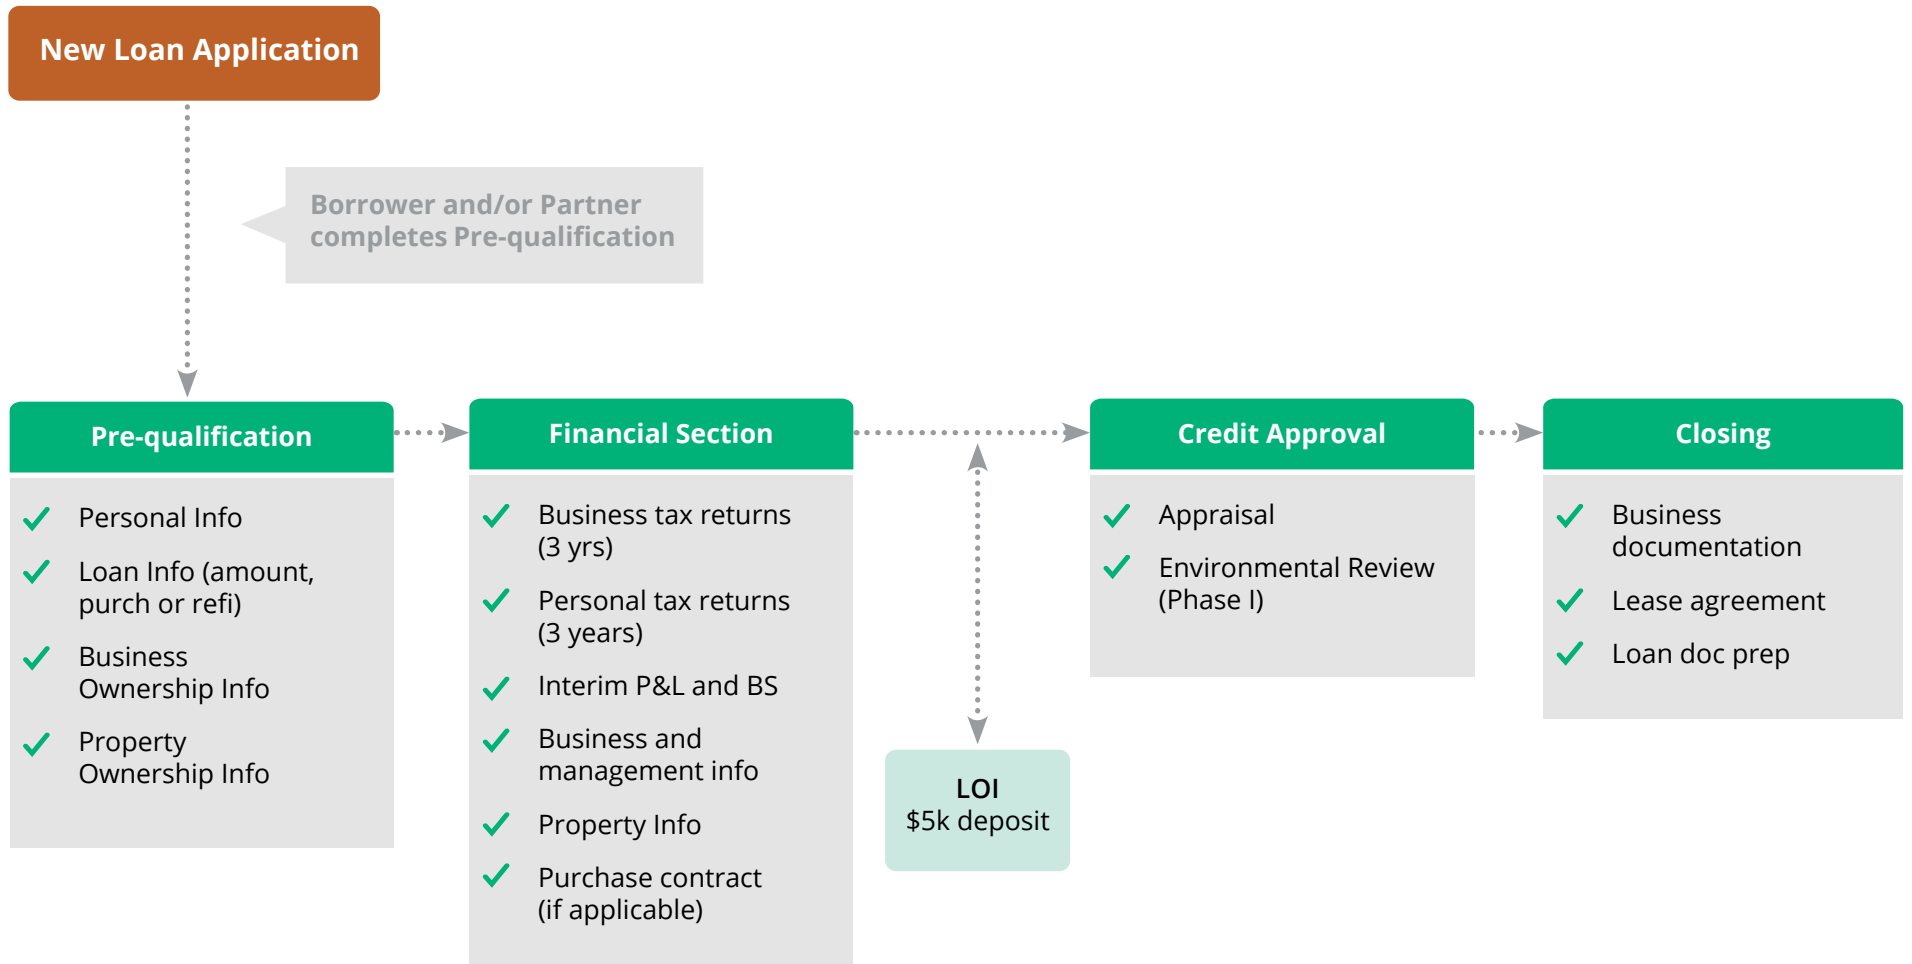 New Loan Application
Borrower and/or Partner
completes Pre-qualification
Pre-qualification
Personal Info
Loan Info (amount,
purch or refi)
Business
Ownership Info
Property
Ownership Info
Financial Section
Business tax returns
(3 yrs)
Personal tax returns
(3 years)
Interim P&L and BS
Business and
management info
Property Info
Purchase contract
(if applicable)
LOI
$5k deposit
Credit Approval
Appraisal
Environmental Review
(Phase I)
Closing
Business
documentation
Lease agreement
Loan doc prep